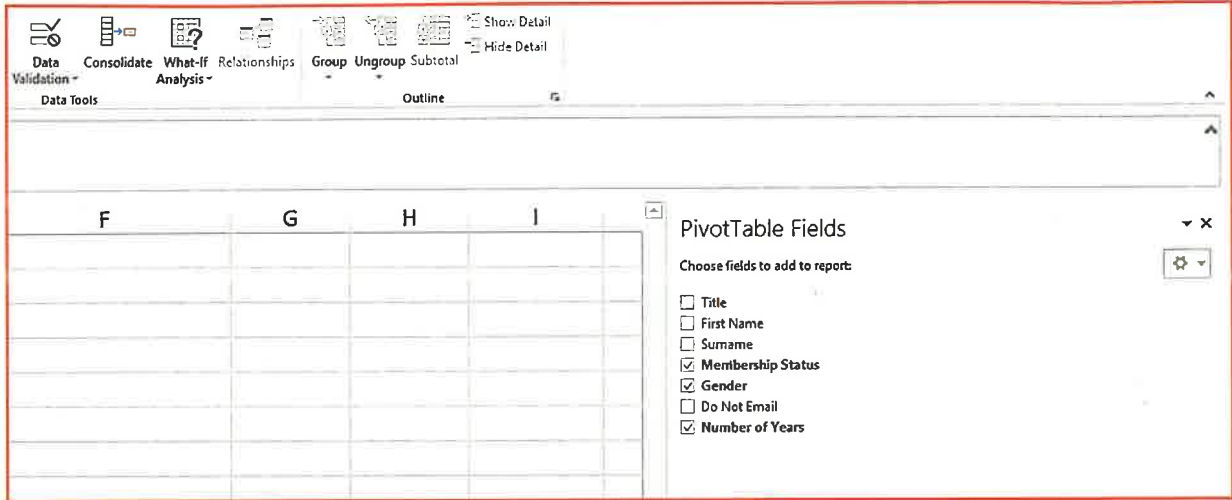 Show Detail
Hide Detail
Data Validation
Consolidate
What-If Analysis
Relationships
Group
Ungroup
Subtotal
Data Tools
Outline
F G H I
PivotTable Fields
Choose fields to add to report:
Title
First Name
Surname
Membership Status
Gender
Do Not Email
Number of Years